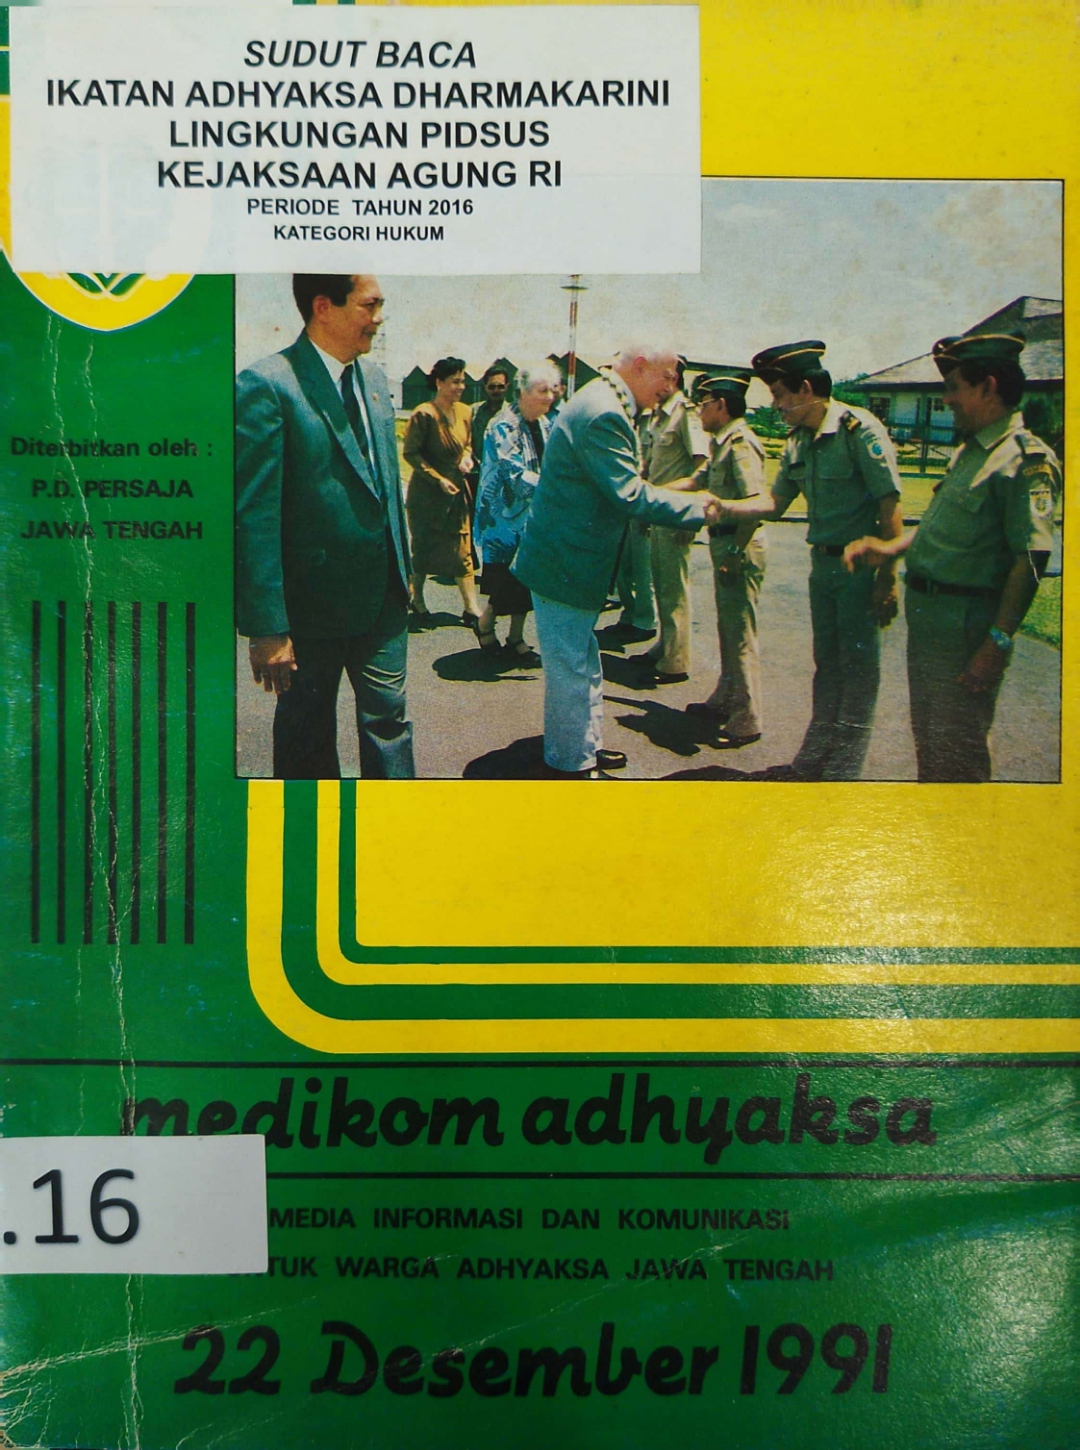 SUDUT BACA
IKATAN ADHYAKSA DHARMAKARINI
LINGKUNGAN PIDSUS
KEJAKSAAN AGUNG RI
PERIODE TAHUN 2016
KATEGORI HUKUM
Diterbitkan oleh :
P.D. PERSAJA
JAWA TENGAH
medikom adhyaksa
.16
MEDIA INFORMASI DAN KOMUNIKASI
UNTUK WARGA ADHYAKSA JAWA TENGAH
22 Desember 1991